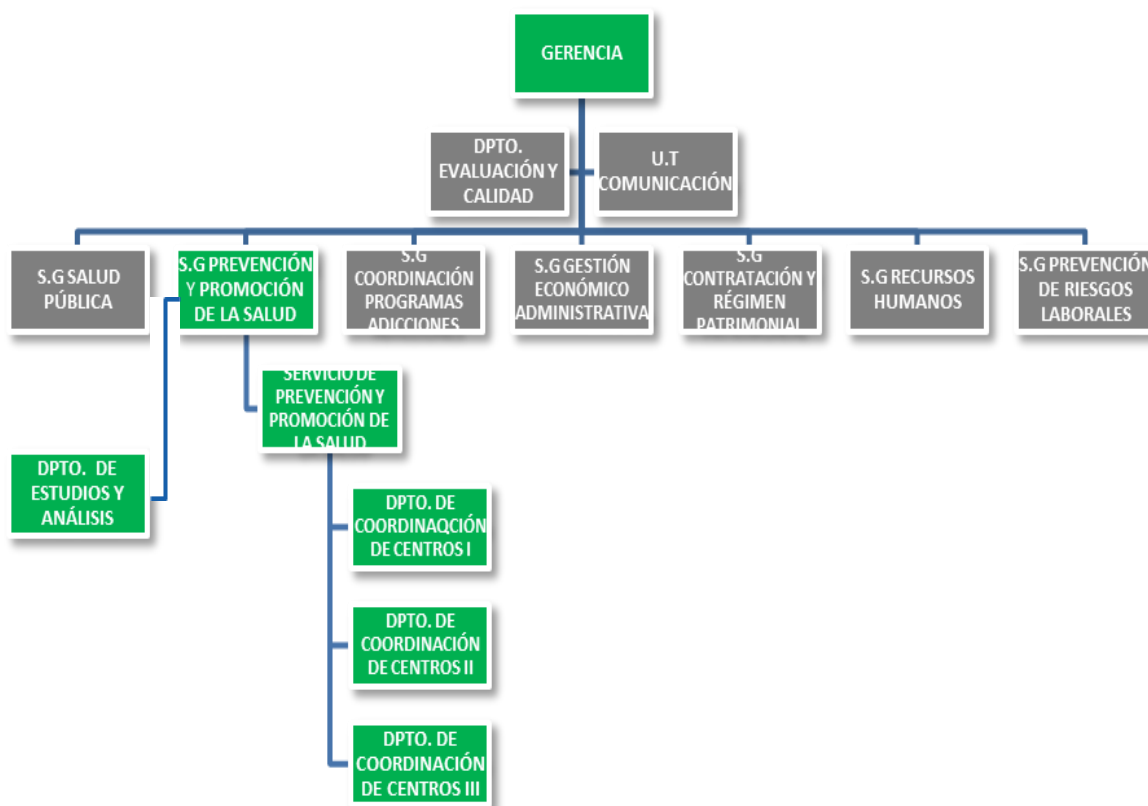 GERENCIA
DPTO.
EVALUACIÓN Y
CALIDAD
U.T
COMUNICACIÓN
S.G SALUD
PÚBLICA
S.G PREVENCIÓN
Y PROMOCIÓN
DE LA SALUD
S.G
COORDINACIÓN
PROGRAMAS
ADICCIONES
S.G GESTIÓN
ECONÓMICO
ADMINISTRATIVA
S.G
CONTRATACIÓN Y
RÉGIMEN
PATRIMONIAL
S.G RECURSOS
HUMANOS
S.G PREVENCIÓN
DE RIESGOS
LABORALES
SERVICIO DE
PREVENCIÓN Y
PROMOCIÓN DE
LA SALUD
DPTO. DE
ESTUDIOS Y
ANÁLISIS
DPTO. DE
COORDINAQCIÓN
DE CENTROS I
DPTO. DE
COORDINACIÓN
DE CENTROS II
DPTO. DE
COORDINACIÓN
DE CENTROS III